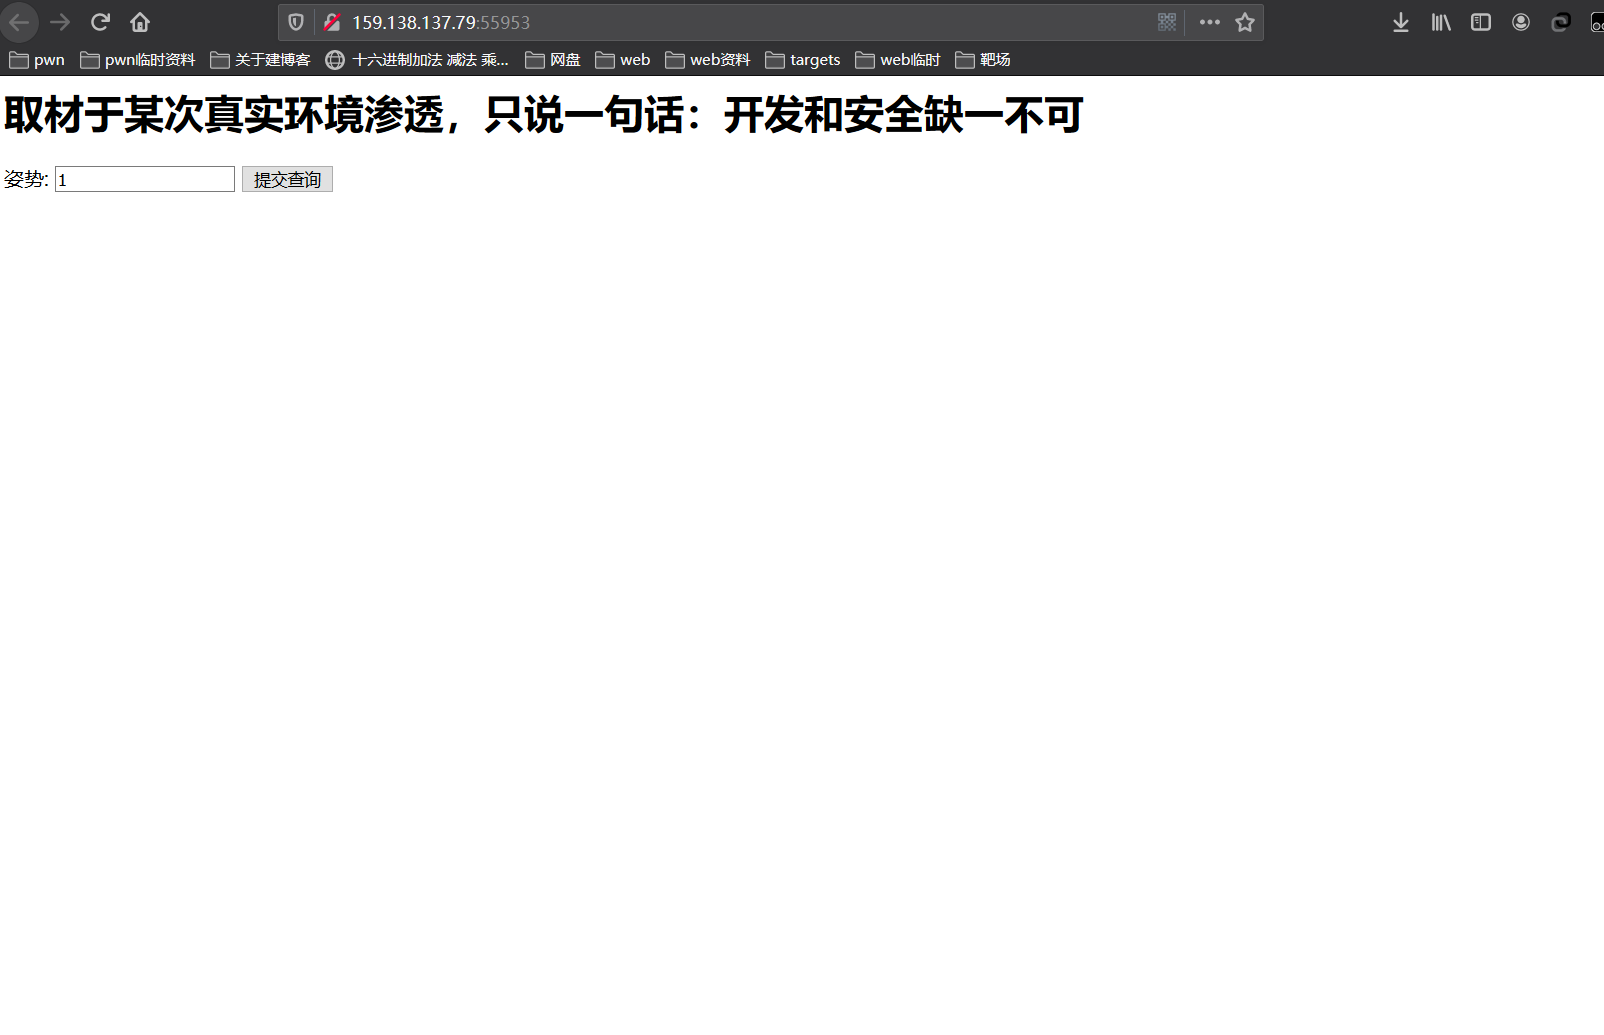 159.138.137.79:55953
pwn pwn临时资料 关于建博客 十六进制加法 减法 乘... 网盘 web web资料 targets web临时 靶场
取材于某次真实环境渗透，只说一句话：开发和安全缺一不可
姿势: 1 提交查询